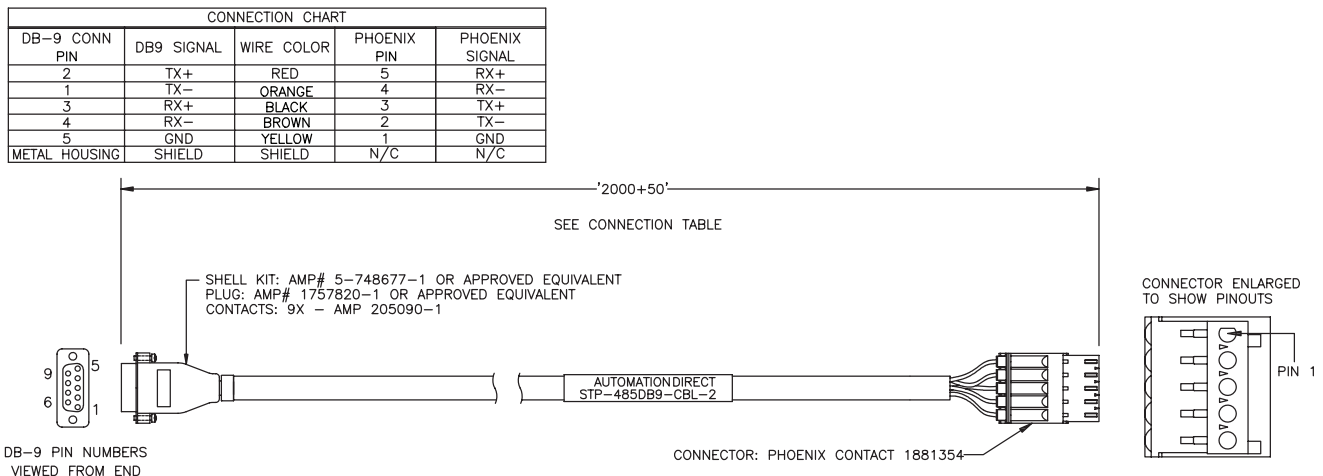 CONNECTION CHART
DB-9 CONN PIN DB9 SIGNAL WIRE COLOR PHOENIX PIN PHOENIX SIGNAL
2 TX+ RED 5 RX+
1 TX- ORANGE 4 RX-
3 RX+ BLACK 3 TX+
4 RX- BROWN 2 TX-
5 GND YELLOW 1 GND
METAL HOUSING SHIELD SHIELD N/C N/C
'2000+50'
SEE CONNECTION TABLE
SHELL KIT: AMP# 5-748677-1 OR APPROVED EQUIVALENT
PLUG: AMP# 1757820-1 OR APPROVED EQUIVALENT
CONTACTS: 9X - AMP 205090-1
CONNECTOR ENLARGED
TO SHOW PINOUTS
9 5
6 1
AUTOMATIONDIRECT
STP-485DB9-CBL-2
PIN 1
DB-9 PIN NUMBERS
VIEWED FROM END
CONNECTOR: PHOENIX CONTACT 1881354